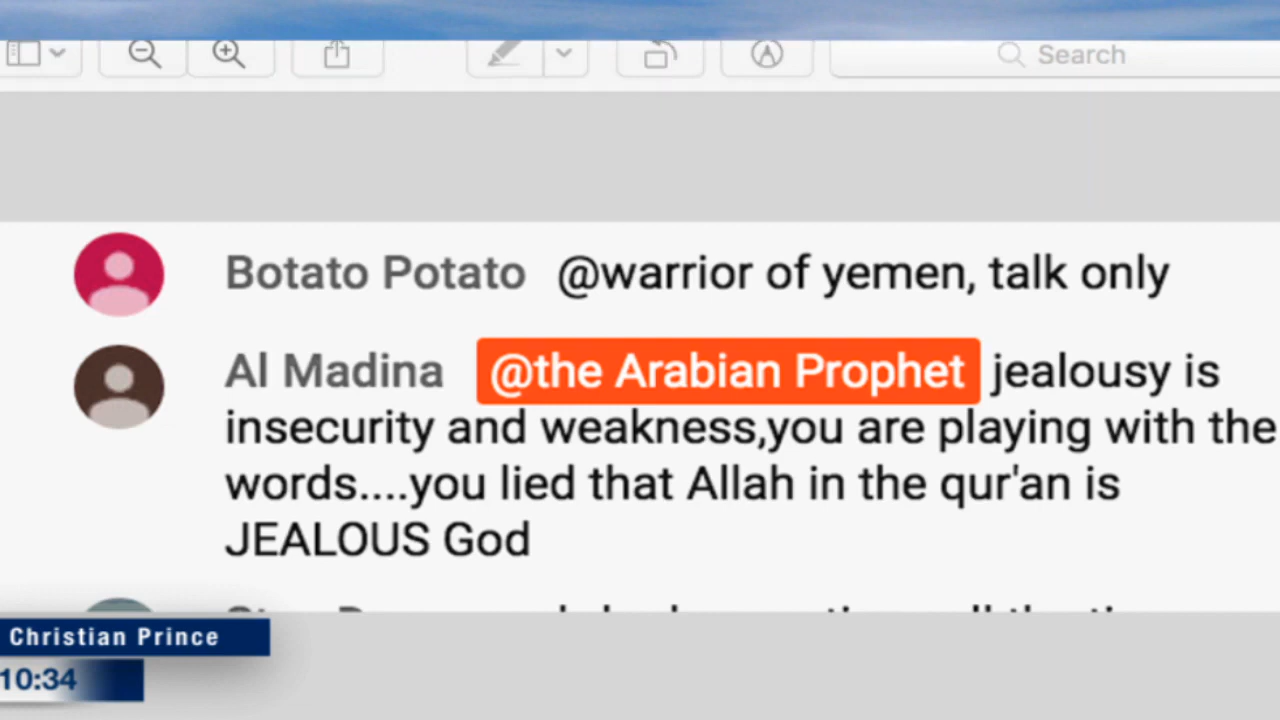 Search
Botato Potato @warrior of yemen, talk only
Al Madina @the Arabian Prophet jealousy is
insecurity and weakness,you are playing with the
words....you lied that Allah in the qur'an is
JEALOUS God
Christian Prince
10:34